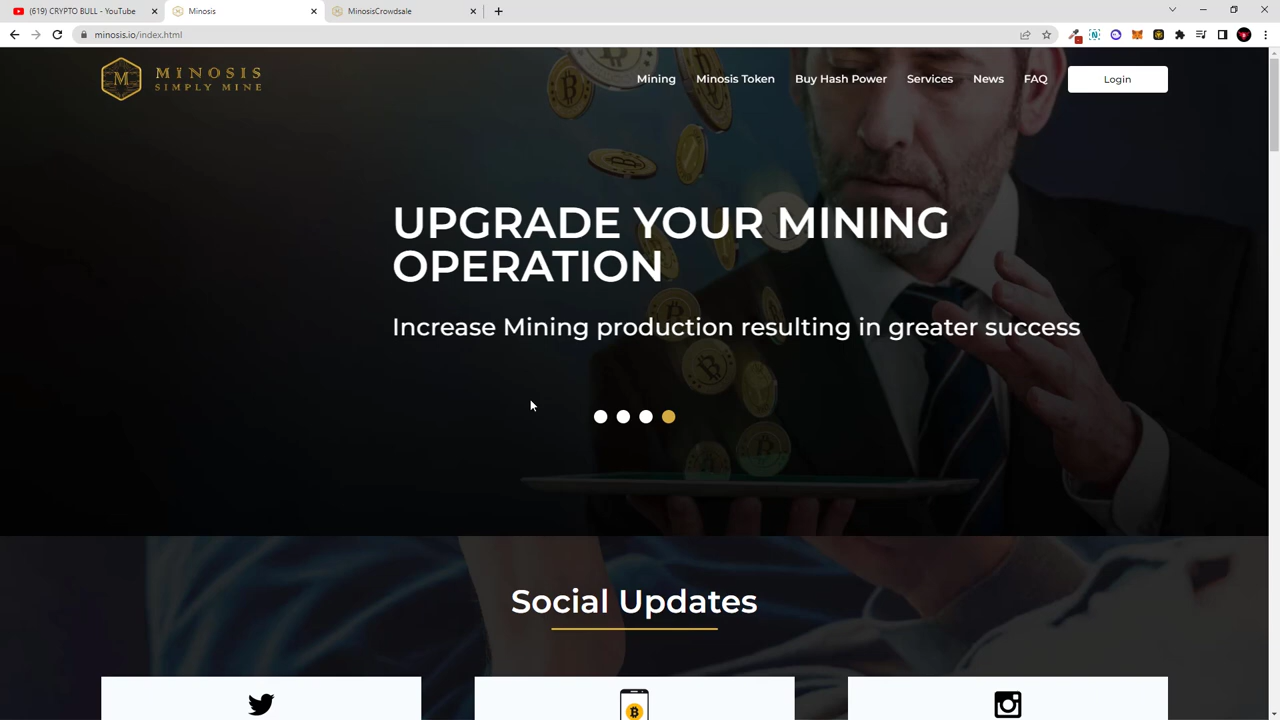 (619) CRYPTO BULL - YouTube
Minosis
MinosisCrowdsale
minosis.io/index.html
M
MINOSIS
SIMPLY MINE
Mining
Minosis Token
Buy Hash Power
Services
News
FAQ
Login
UPGRADE YOUR MINING
OPERATION
Increase Mining production resulting in greater success
Social Updates